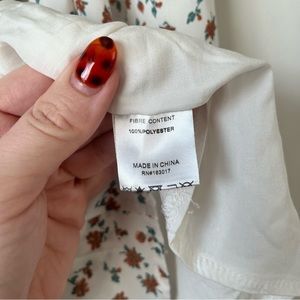 FIBRE CONTENT
100%POLYESTER
MADE IN CHINA
RN#163017